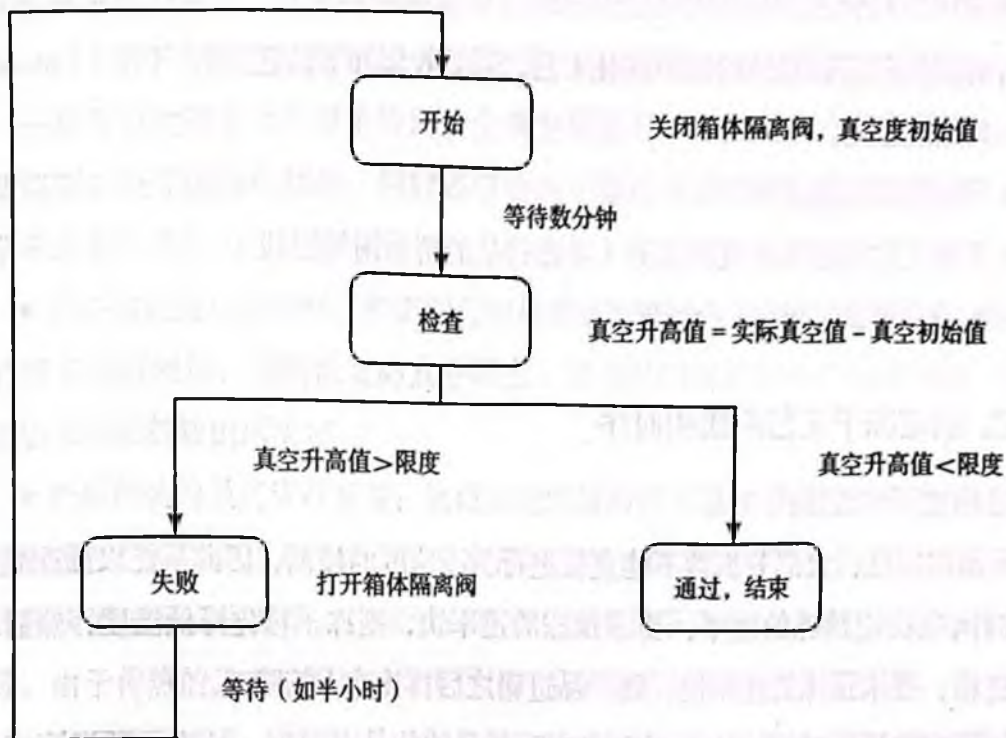 开始
关闭箱体隔离阀，真空度初始值
等待数分钟
检查
真空升高值=实际真空值-真空初始值
真空升高值>限度
真空升高值<限度
失败
打开箱体隔离阀
通过，结束
等待（如半小时）